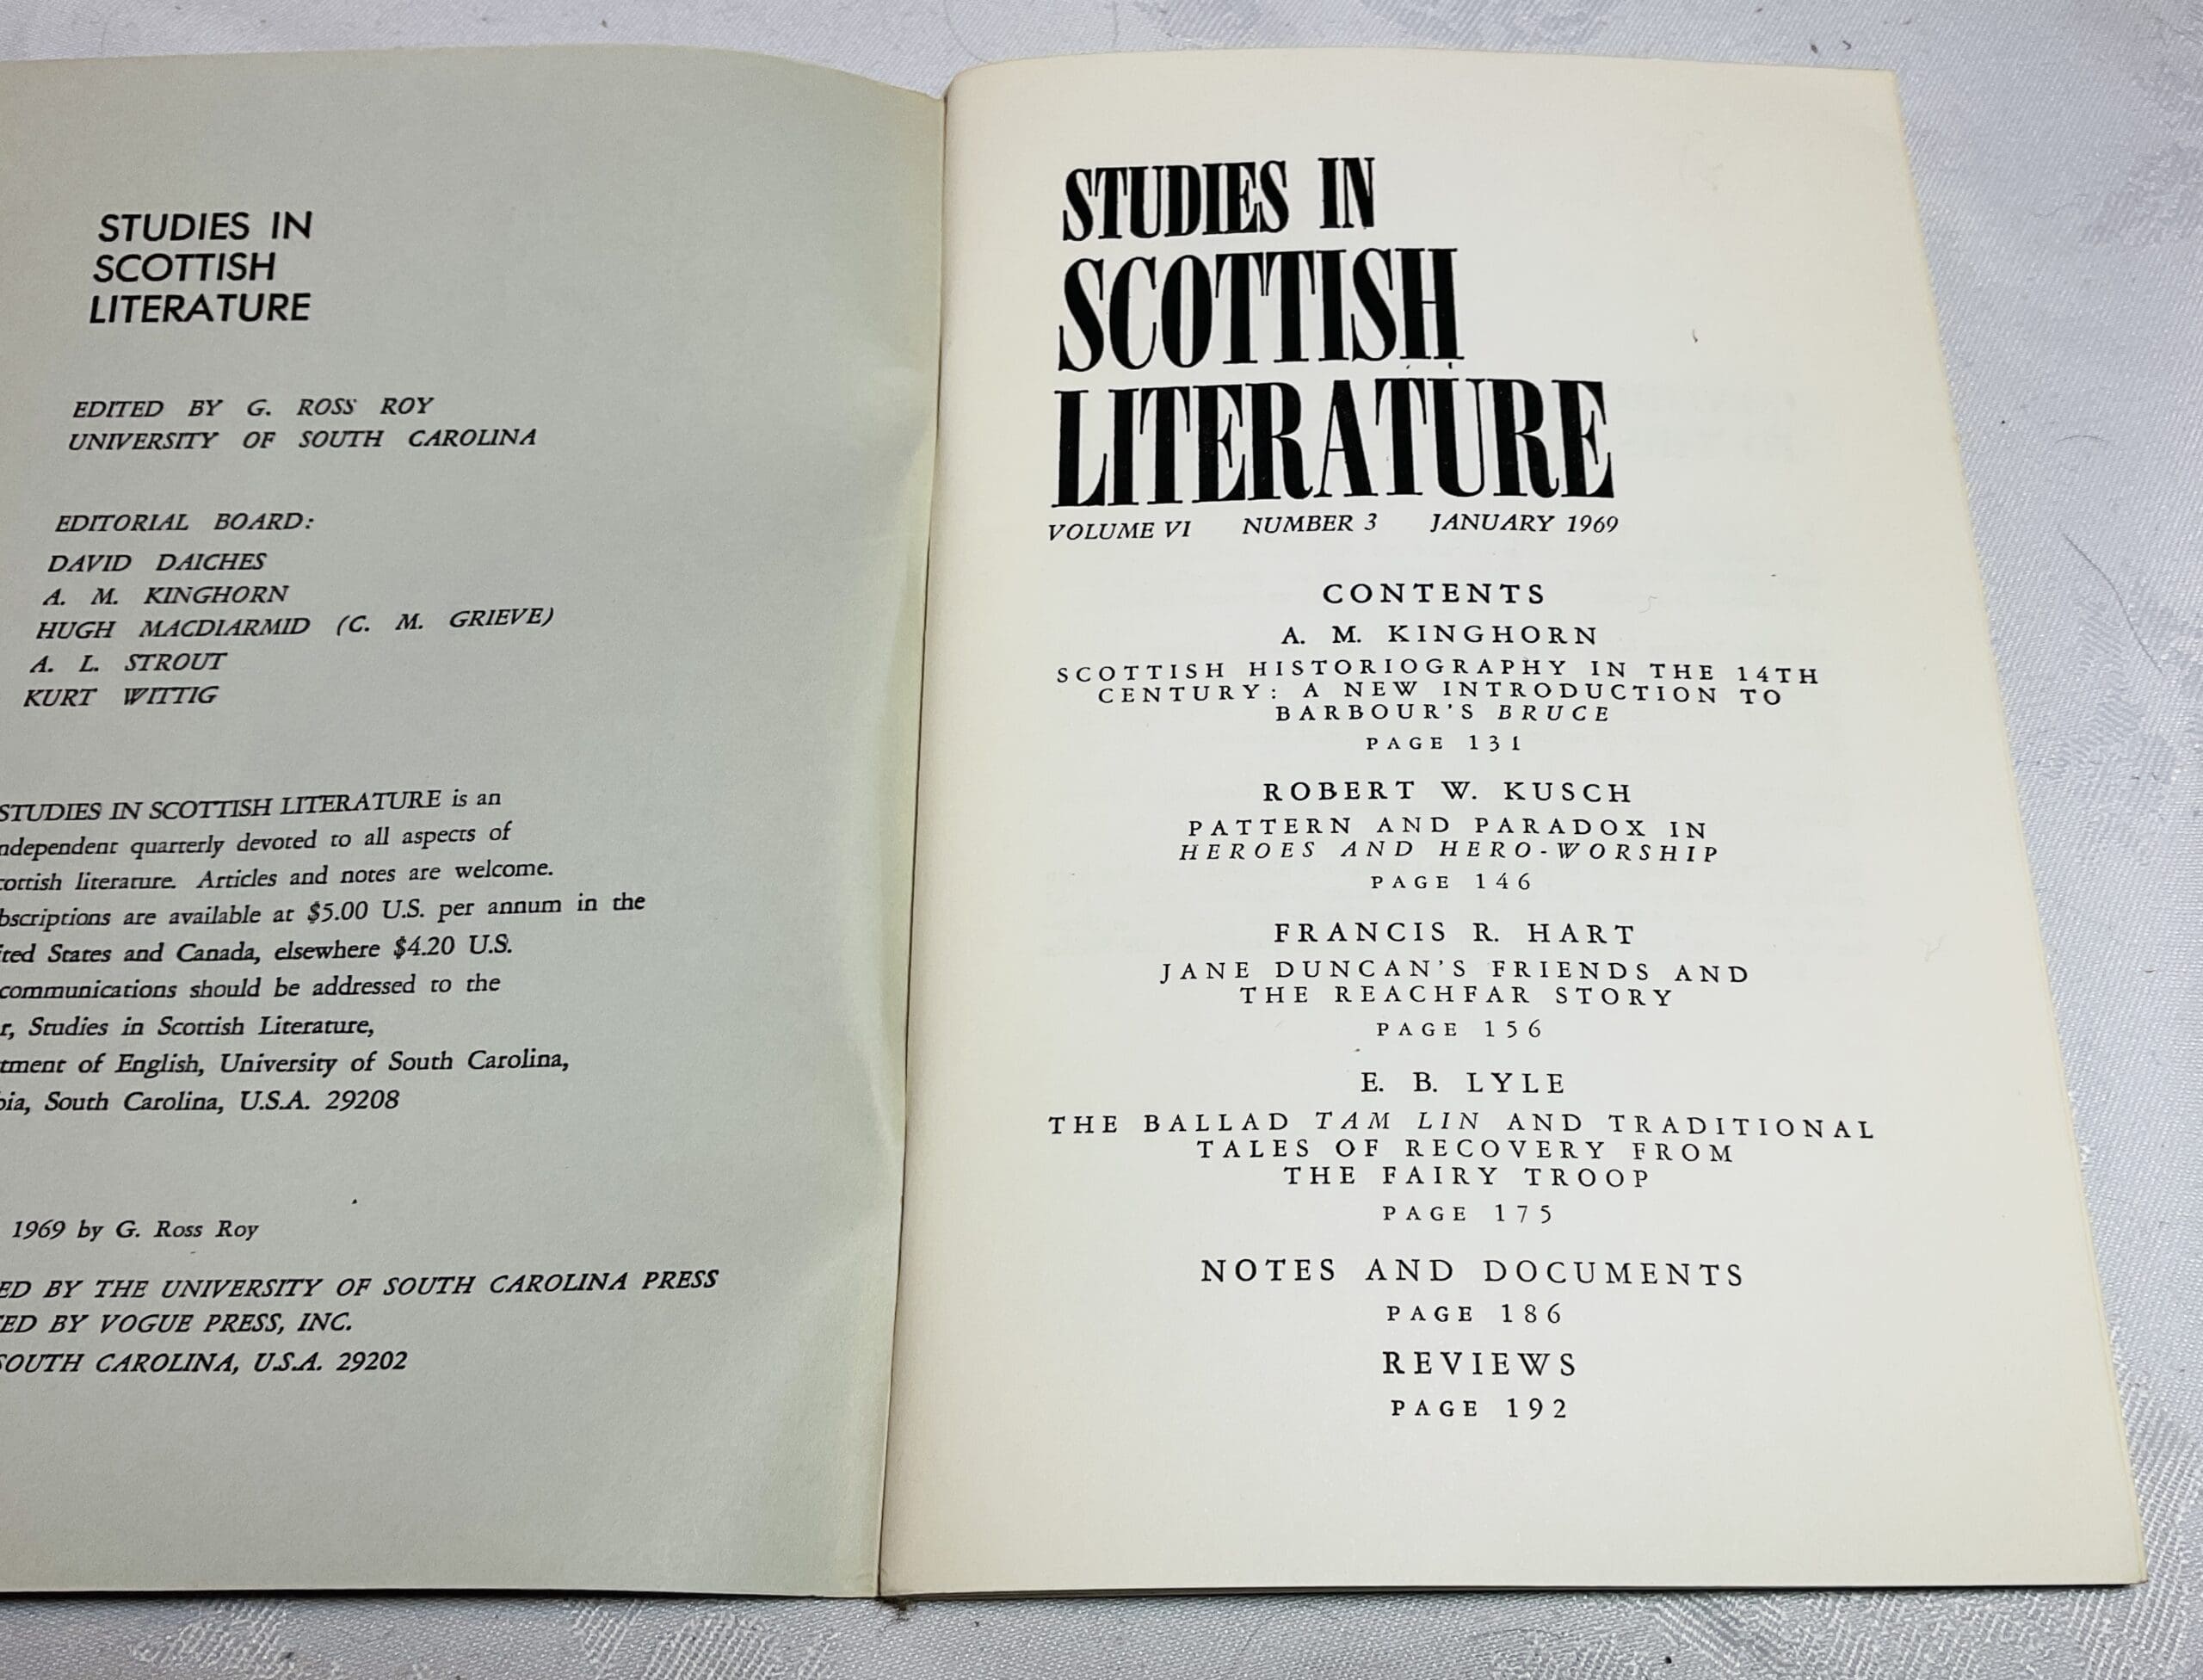 STUDIES IN
SCOTTISH
LITERATURE
EDITED BY G. ROSS ROY
UNIVERSITY OF SOUTH CAROLINA
EDITORIAL BOARD:
DAVID DAICHES
A. M. KINGHORN
HUGH MACDIARMID (C. M. GRIEVE)
A. L. STROUT
KURT WITTIG
STUDIES IN SCOTTISH LITERATURE is an
ndependent quarterly devoted to all aspects of
cottish literature. Articles and notes are welcome.
bscriptions are available at $5.00 U.S. per annum in the
ited States and Canada, elsewhere $4.20 U.S.
communications should be addressed to the
r, Studies in Scottish Literature,
tment of English, University of South Carolina,
bia, South Carolina, U.S.A. 29208
1969 by G. Ross Roy
ED BY THE UNIVERSITY OF SOUTH CAROLINA PRESS
ED BY VOGUE PRESS, INC.
SOUTH CAROLINA, U.S.A. 29202
STUDIES IN
SCOTTISH
LITERATURE
VOLUME VI NUMBER 3 JANUARY 1969
CONTENTS
A. M. KINGHORN
SCOTTISH HISTORIOGRAPHY IN THE 14TH
CENTURY: A NEW INTRODUCTION TO
BARBOUR'S BRUCE
PAGE 131
ROBERT W. KUSCH
PATTERN AND PARADOX IN
HEROES AND HERO-WORSHIP
PAGE 146
FRANCIS R. HART
JANE DUNCAN'S FRIENDS AND
THE REACHFAR STORY
PAGE 156
E. B. LYLE
THE BALLAD TAM LIN AND TRADITIONAL
TALES OF RECOVERY FROM
THE FAIRY TROOP
PAGE 175
NOTES AND DOCUMENTS
PAGE 186
REVIEWS
PAGE 192